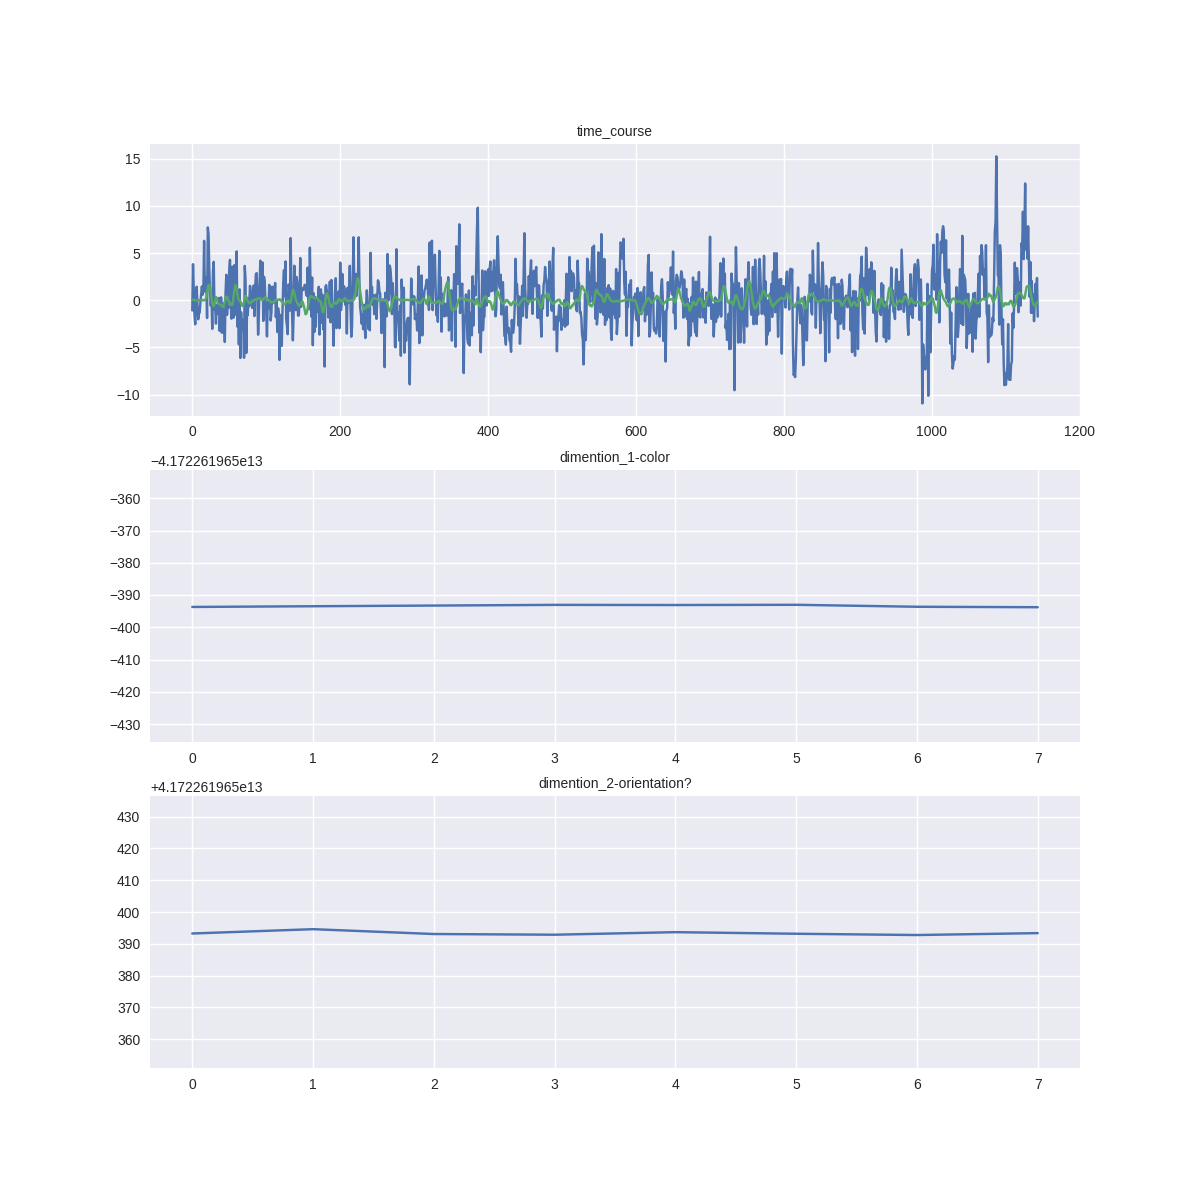 time_course
15
10
5
0
−5
−10
0 200 400 600 800 1000 1200
−4.172261965e13
dimention_1-color
−360
−370
−380
−390
−400
−410
−420
−430
0 1 2 3 4 5 6 7
+4.172261965e13
dimention_2-orientation?
430
420
410
400
390
380
370
360
0 1 2 3 4 5 6 7